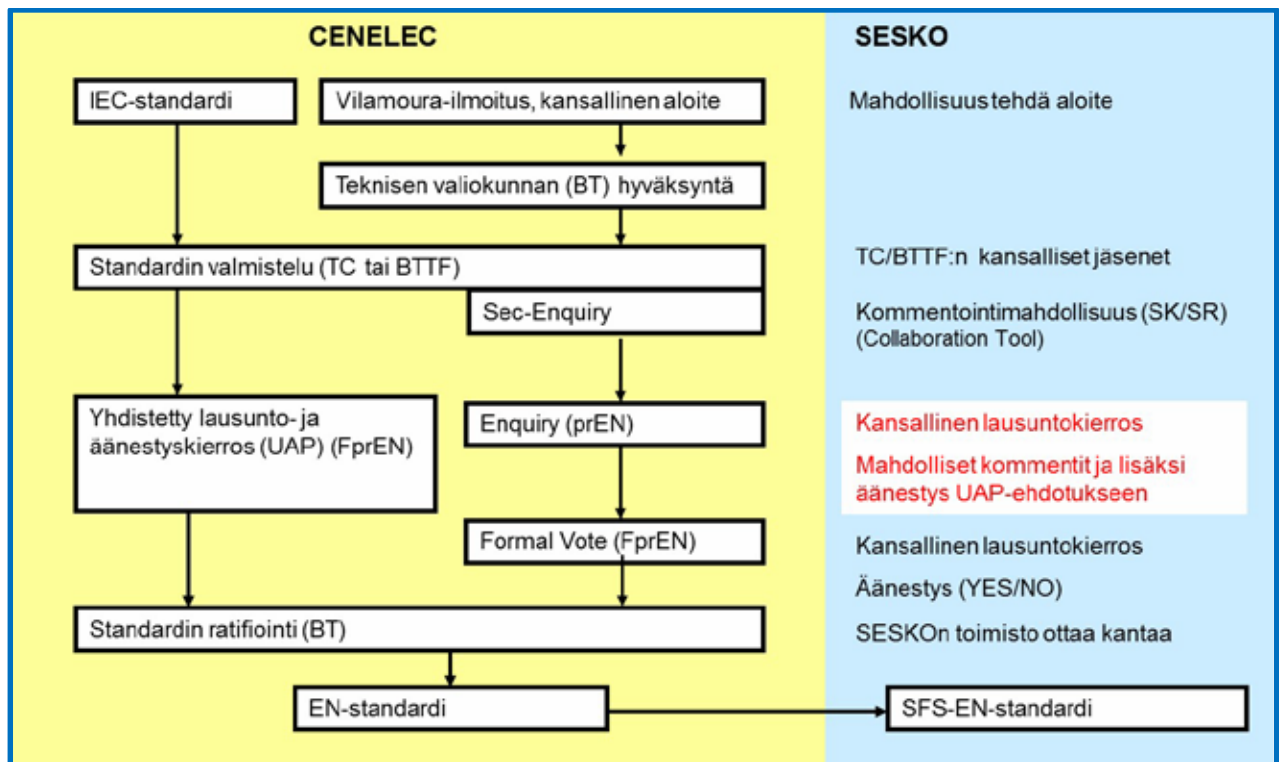 CENELEC
SESKO
IEC-standardi
Vilamoura-ilmoitus, kansallinen aloite
Mahdollisuus tehdä aloite
Teknisen valiokunnan (BT) hyväksyntä
Standardin valmistelu (TC tai BTTF)
TC/BTTF:n kansalliset jäsenet
Sec-Enquiry
Kommentointimahdollisuus (SK/SR)
(Collaboration Tool)
Yhdistetty lausunto- ja
äänestyskierros (UAP) (FprEN)
Enquiry (prEN)
Kansallinen lausuntokierros
Mahdolliset kommentit ja lisäksi
äänestys UAP-ehdotukseen
Formal Vote (FprEN)
Kansallinen lausuntokierros
Äänestys (YES/NO)
Standardin ratifiointi (BT)
SESKOn toimisto ottaa kantaa
EN-standardi
SFS-EN-standardi